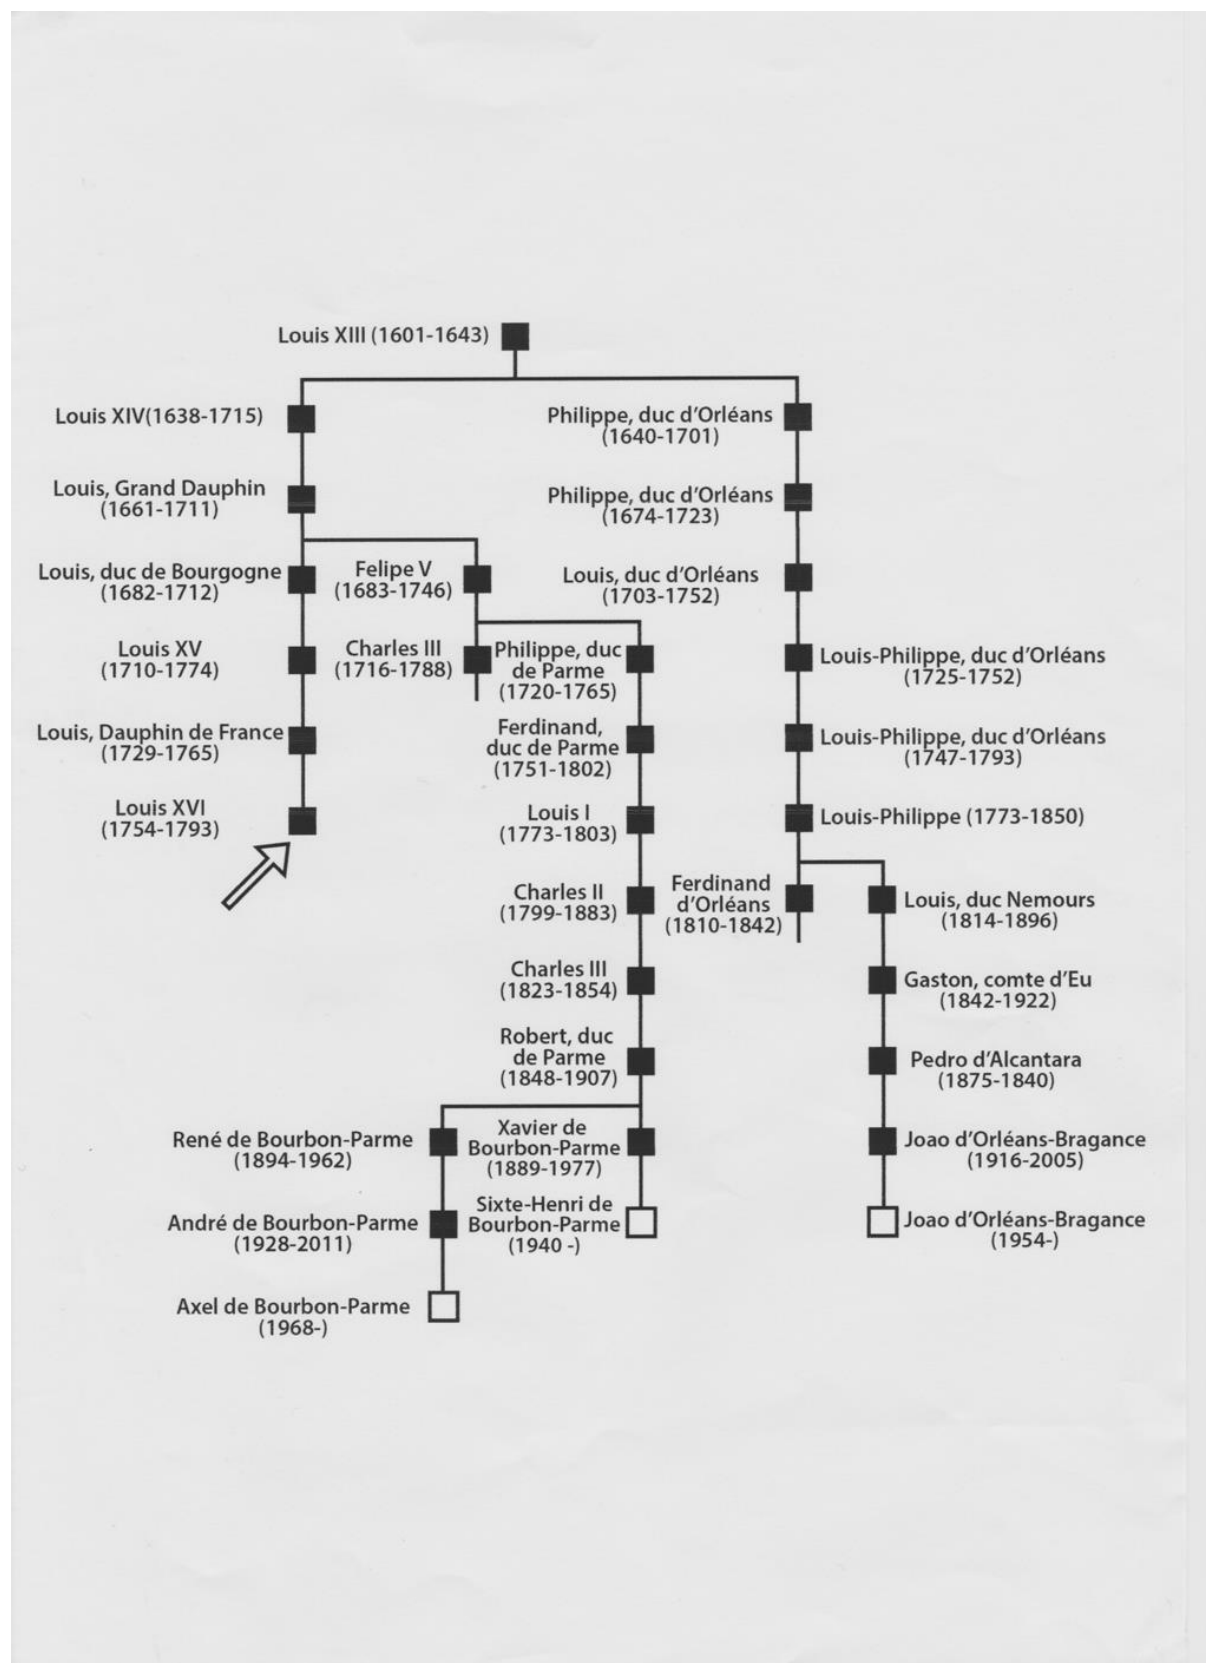 Louis XIII (1601-1643)
Louis XIV(1638-1715)
Philippe, duc d'Orléans
(1640-1701)
Louis, Grand Dauphin
(1661-1711)
Philippe, duc d'Orléans
(1674-1723)
Louis, duc de Bourgogne
(1682-1712)
Felipe V
(1683-1746)
Louis, duc d'Orléans
(1703-1752)
Louis XV
(1710-1774)
Charles III
(1716-1788)
Philippe, duc
de Parme
(1720-1765)
Louis-Philippe, duc d'Orléans
(1725-1752)
Louis, Dauphin de France
(1729-1765)
Ferdinand,
duc de Parme
(1751-1802)
Louis-Philippe, duc d'Orléans
(1747-1793)
Louis XVI
(1754-1793)
Louis I
(1773-1803)
Louis-Philippe (1773-1850)
Charles II
(1799-1883)
Ferdinand
d'Orléans
(1810-1842)
Louis, duc Nemours
(1814-1896)
Charles III
(1823-1854)
Gaston, comte d'Eu
(1842-1922)
Robert, duc
de Parme
(1848-1907)
Pedro d'Alcantara
(1875-1840)
René de Bourbon-Parme
(1894-1962)
Xavier de
Bourbon-Parme
(1889-1977)
Joao d'Orléans-Bragance
(1916-2005)
André de Bourbon-Parme
(1928-2011)
Sixte-Henri de
Bourbon-Parme
(1940 -)
Joao d'Orléans-Bragance
(1954-)
Axel de Bourbon-Parme
(1968-)